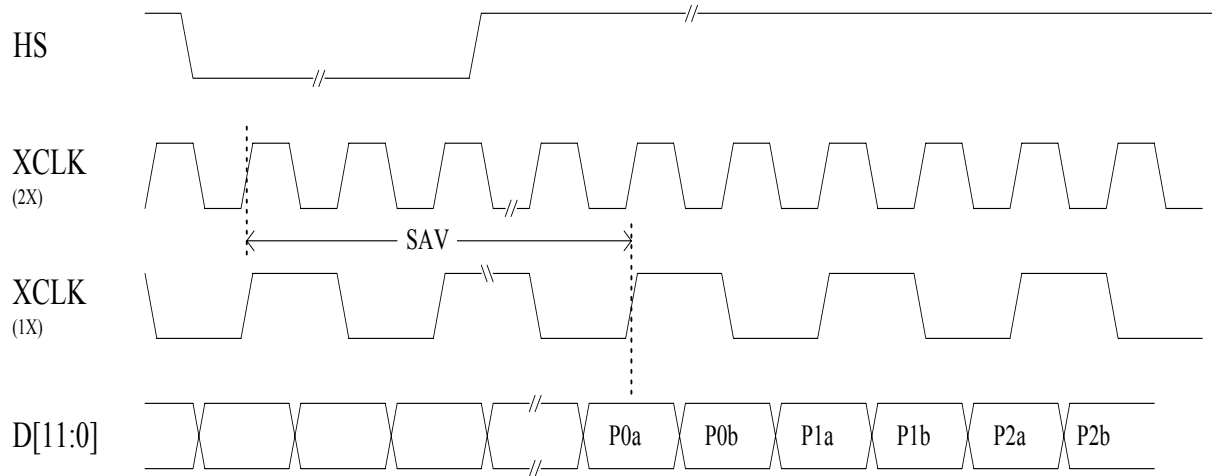 HS
XCLK
(2X)
SAV
XCLK
(1X)
D[11:0] P0a P0b P1a P1b P2a P2b